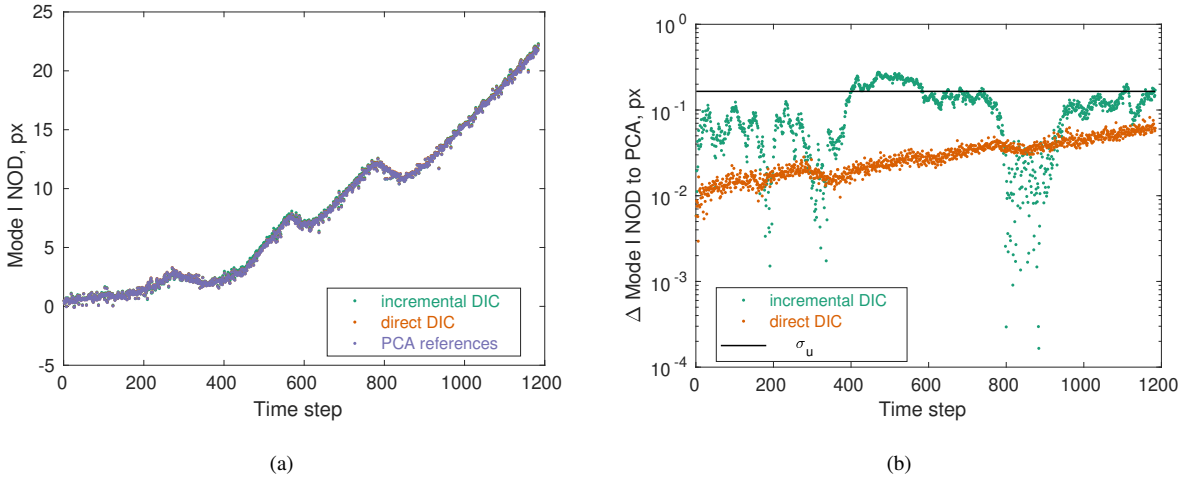 25
20
15
10
5
0
-5
0
200
400
600
800
1000
1200
Mode I NOD, px
Time step
incremental DIC
direct DIC
PCA references
(a)
10^0
10^-1
10^-2
10^-3
10^-4
0
200
400
600
800
1000
1200
Δ Mode I NOD to PCA, px
Time step
incremental DIC
direct DIC
σ_u
(b)